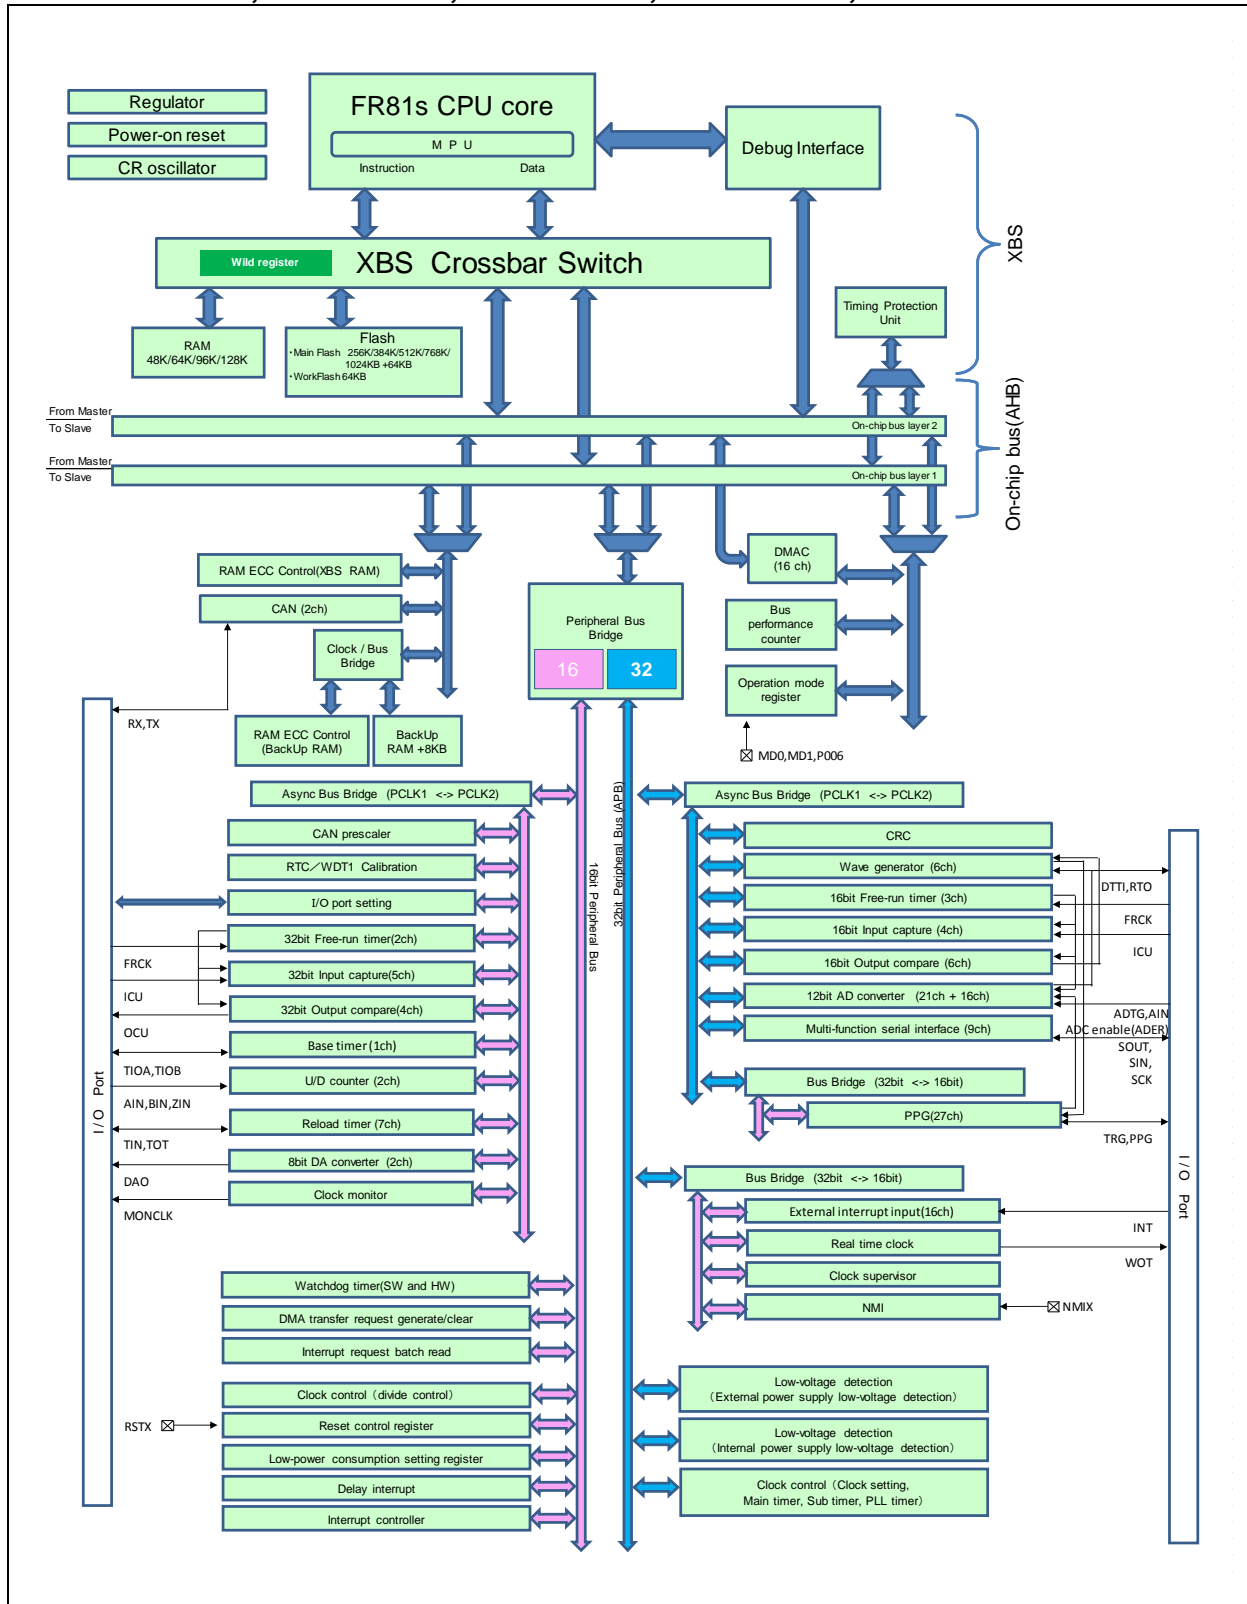 Regulator
Power-on reset
CR oscillator
FR81s CPU core
M P U
Instruction
Data
Debug Interface
XBS
Wild register
XBS Crossbar Switch
Timing Protection
Unit
RAM
48K/64K/96K/128K
Flash
・Main Flash 256K/384K/512K/768K/
1024KB +64KB
・WorkFlash 64KB
From Master
To Slave
On-chip bus layer 2
From Master
To Slave
On-chip bus layer 1
On-chip bus(AHB)
RAM ECC Control(XBS RAM)
CAN (2ch)
Clock / Bus
Bridge
RAM ECC Control
(BackUp RAM)
BackUp
RAM +8KB
RX,TX
Peripheral Bus
Bridge
16
32
DMAC
(16 ch)
Bus
performance
counter
Operation mode
register
MD0,MD1,P006
Async Bus Bridge (PCLK1 <-> PCLK2)
CAN prescaler
RTC／WDT1 Calibration
I/O port setting
32bit Free-run timer(2ch)
FRCK
32bit Input capture(5ch)
ICU
32bit Output compare(4ch)
OCU
Base timer (1ch)
TIOA,TIOB
U/D counter (2ch)
AIN,BIN,ZIN
Reload timer (7ch)
TIN,TOT
8bit DA converter (2ch)
DAO
Clock monitor
MONCLK
I / O Port
16bit Peripheral Bus
32bit Peripheral Bus (APB)
Async Bus Bridge (PCLK1 <-> PCLK2)
CRC
Wave generator (6ch)
DTTI,RTO
16bit Free-run timer (3ch)
FRCK
16bit Input capture (4ch)
ICU
16bit Output compare (6ch)
12bit AD converter (21ch + 16ch)
ADTG,AIN
ADC enable(ADER)
Multi-function serial interface (9ch)
SOUT,
SIN,
SCK
Bus Bridge (32bit <-> 16bit)
PPG(27ch)
TRG,PPG
I / O Port
Bus Bridge (32bit <-> 16bit)
External interrupt input(16ch)
INT
Real time clock
WOT
Clock supervisor
NMI
NMIX
Watchdog timer(SW and HW)
DMA transfer request generate/clear
Interrupt request batch read
Clock control（divide control）
RSTX
Reset control register
Low-power consumption setting register
Delay interrupt
Interrupt controller
Low-voltage detection
（External power supply low-voltage detection）
Low-voltage detection
（Internal power supply low-voltage detection）
Clock control（Clock setting,
Main timer, Sub timer, PLL timer）